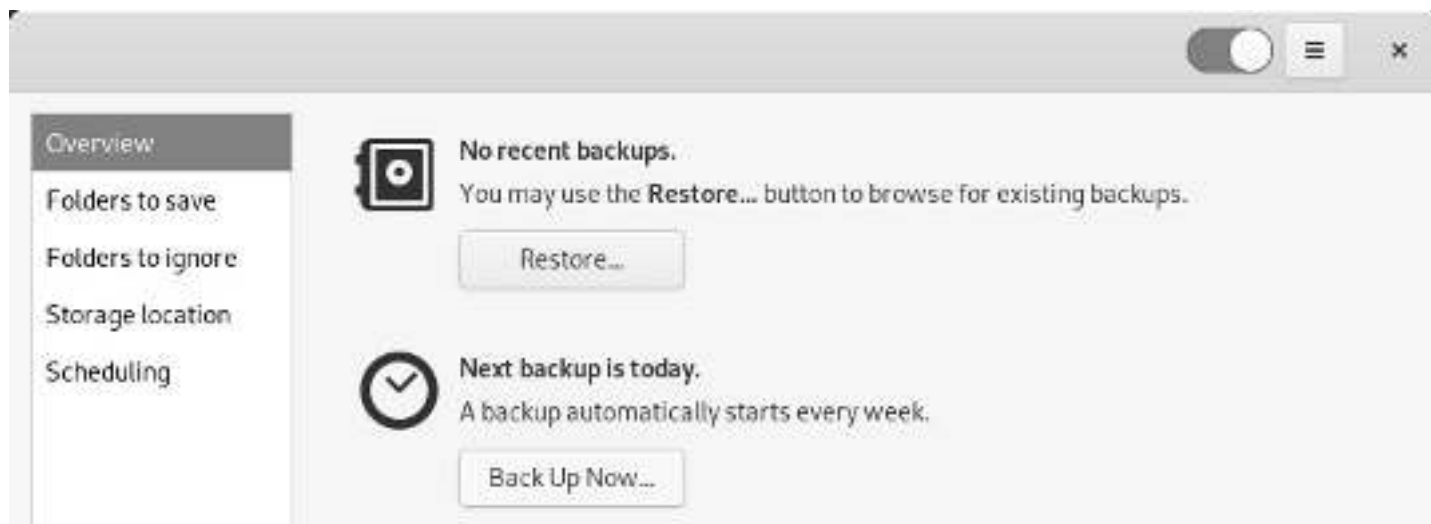 Overview
Folders to save
Folders to ignore
Storage location
Scheduling
No recent backups.
You may use the Restore... button to browse for existing backups.
Restore...
Next backup is today.
A backup automatically starts every week.
Back Up Now...